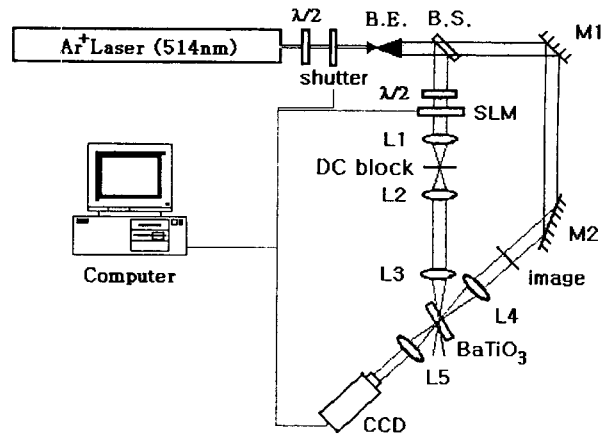 Ar+Laser (514nm)
λ/2
B.E.
B.S.
M1
shutter
λ/2
SLM
L1
DC block
L2
M2
L3
image
L4
Computer
BaTiO3
L5
CCD